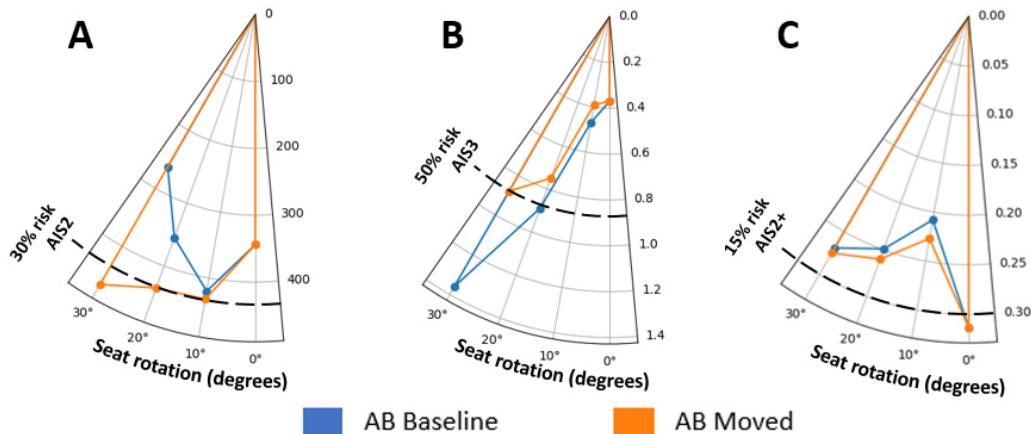 A
0
100
200
300
400
30% risk
AIS2
30°
20°
10°
0°
Seat rotation (degrees)
B
0.0
0.2
0.4
0.6
0.8
1.0
1.2
1.4
50% risk
AIS3
30°
20°
10°
0°
Seat rotation (degrees)
C
0.00
0.05
0.10
0.15
0.20
0.25
0.30
15% risk
AIS2+
30°
20°
10°
0°
Seat rotation (degrees)
AB Baseline
AB Moved